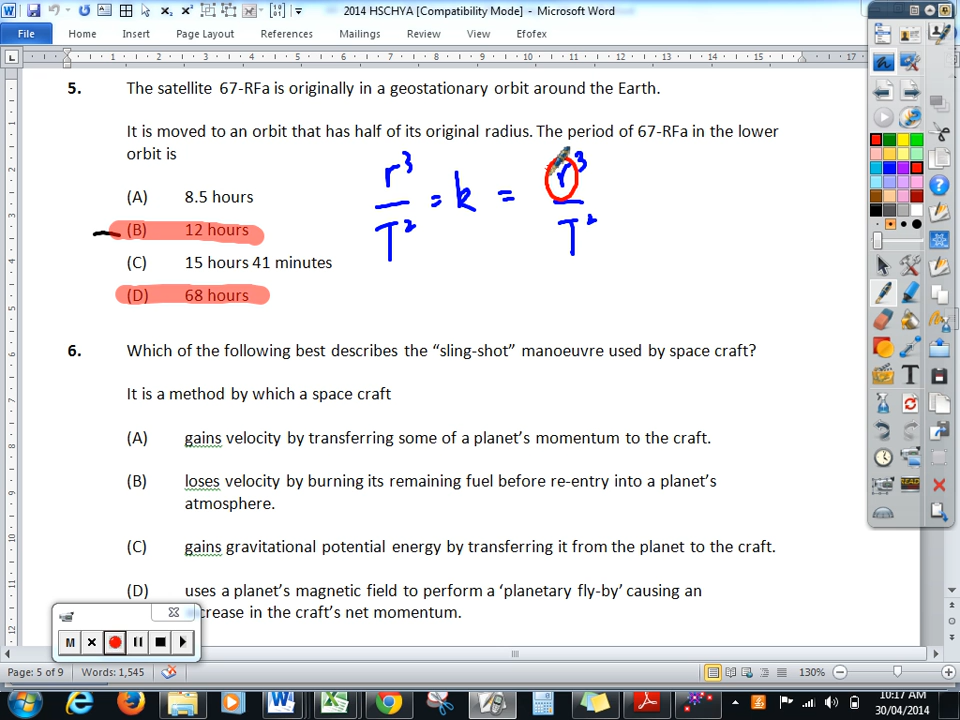 2014 HSCHYA [Compatibility Mode] - Microsoft Word
File Home Insert Page Layout References Mailings Review View Efofex
5. The satellite 67-RFa is originally in a geostationary orbit around the Earth.
It is moved to an orbit that has half of its original radius. The period of 67-RFa in the lower
orbit is
(A) 8.5 hours
(B) 12 hours
(C) 15 hours 41 minutes
(D) 68 hours
r³/T² = k = r³/T²
6. Which of the following best describes the “sling-shot” manoeuvre used by space craft?
It is a method by which a space craft
(A) gains velocity by transferring some of a planet’s momentum to the craft.
(B) loses velocity by burning its remaining fuel before re-entry into a planet’s
atmosphere.
(C) gains gravitational potential energy by transferring it from the planet to the craft.
(D) uses a planet’s magnetic field to perform a ‘planetary fly-by’ causing an
crease in the craft’s net momentum.
Page: 5 of 9 Words: 1,545 130%
10:17 AM
30/04/2014